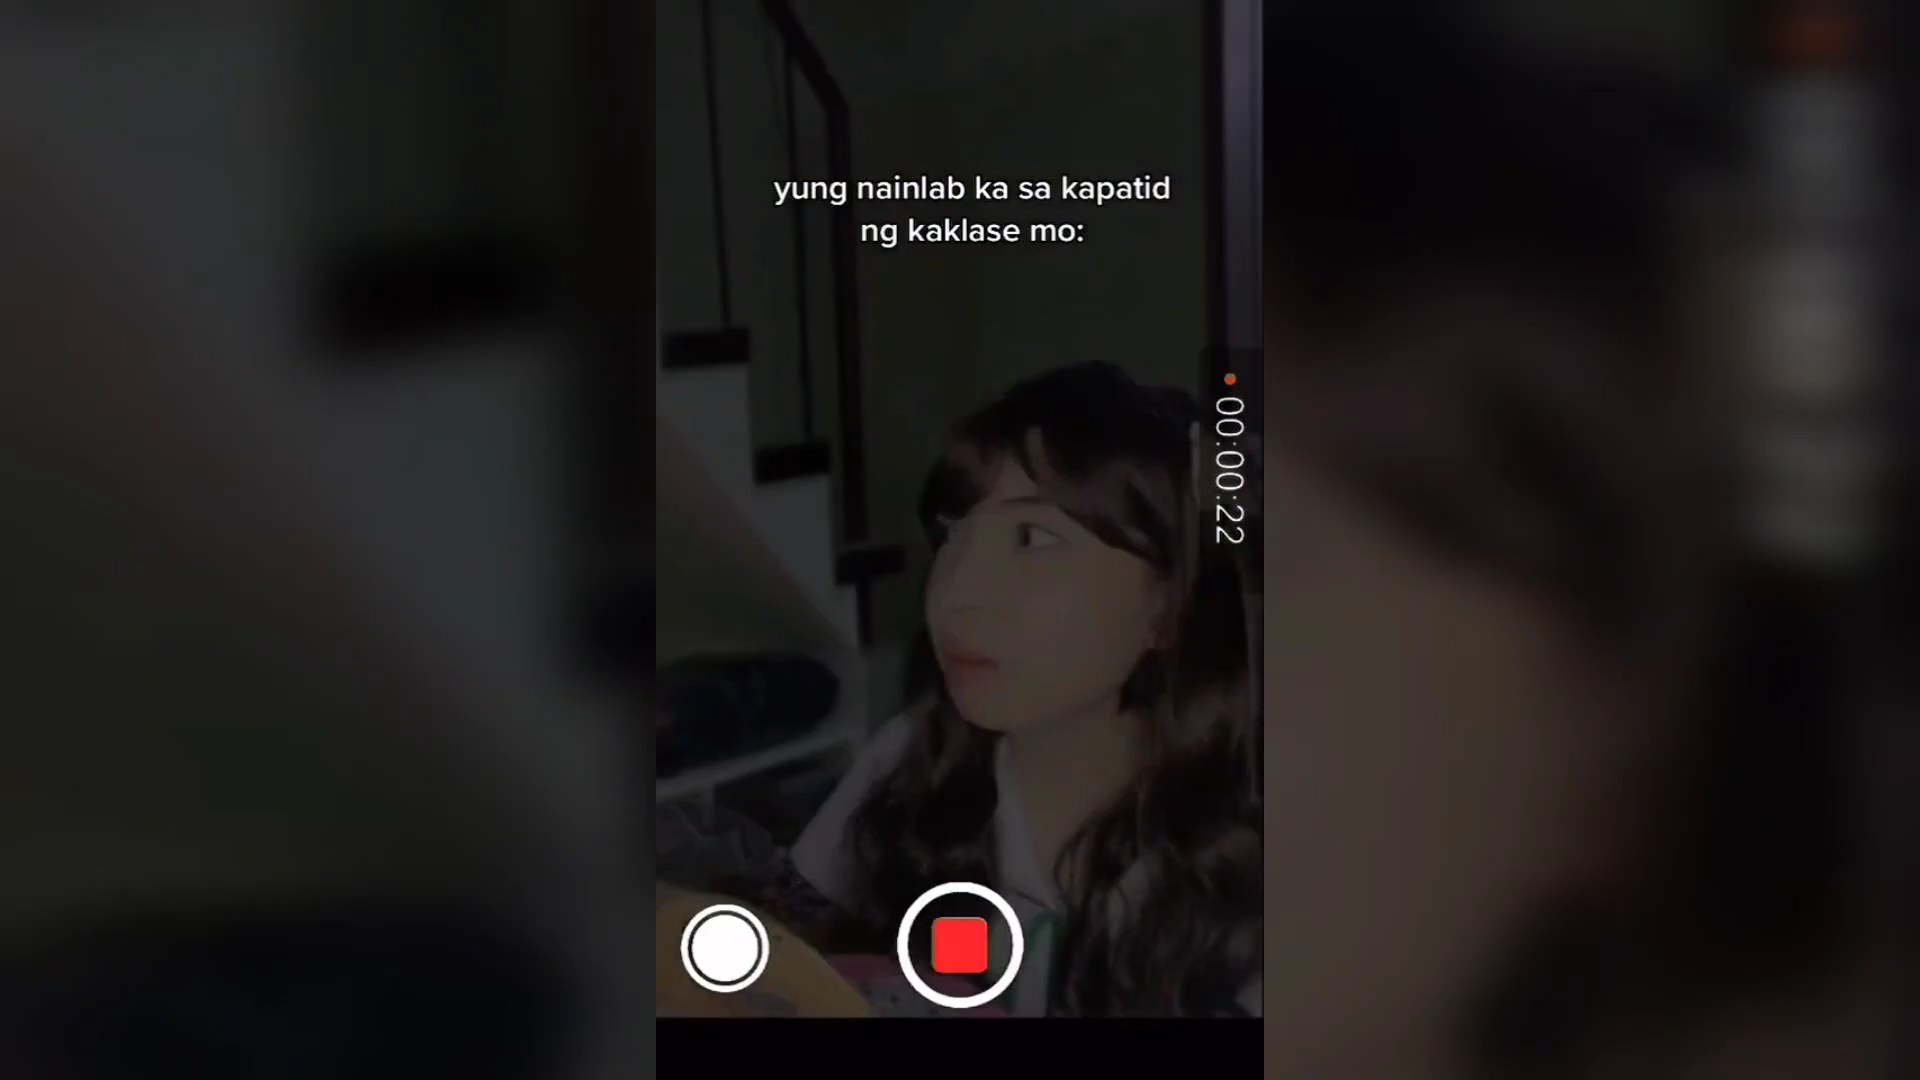 yung nainlab ka sa kapatid
ng kaklase mo:
00:00:22